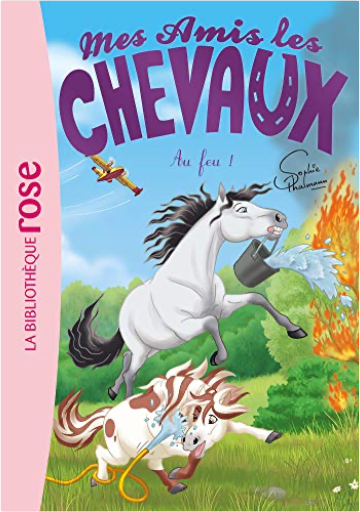 Mes Amis les
CHEVAUX
Au feu !
Sophie
Thalmann
LA BIBLIOTHÈQUE rose